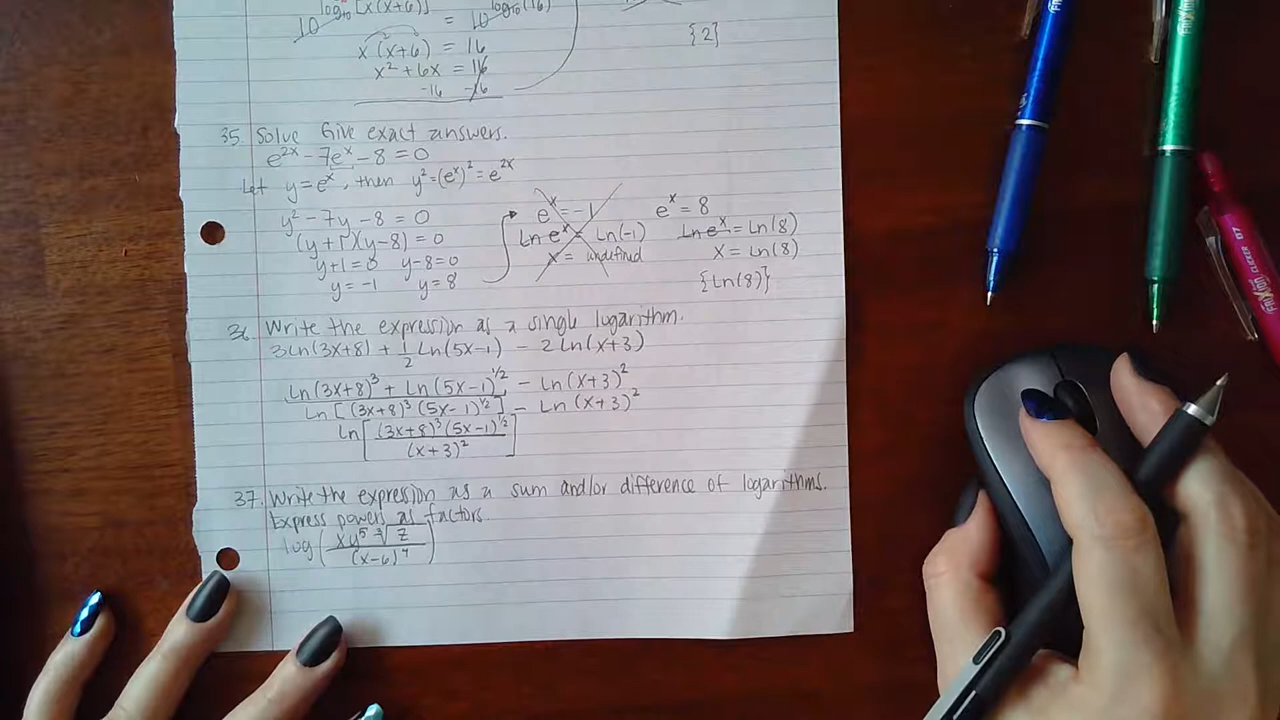 log₁₀[x(x+6)] log₁₀(16)
10 = 10
x(x+6) = 16
x² + 6x = 16
-16 -16
{2}
35. Solve Give exact answers.
e^2x - 7e^x - 8 = 0
Let y = e^x, then y² = (e^x)² = e^2x
y² - 7y - 8 = 0
(y+1)(y-8) = 0
y+1=0 y-8=0
y = -1 y = 8
e^x = -1
Ln e^x = Ln(-1)
x = undefined
e^x = 8
Ln e^x = Ln(8)
x = Ln(8)
{Ln(8)}
36. Write the expression as a single logarithm.
3Ln(3x+8) + 1/2 Ln(5x-1) - 2Ln(x+3)
Ln(3x+8)³ + Ln(5x-1)^1/2 - Ln(x+3)²
Ln[(3x+8)³(5x-1)^1/2] - Ln(x+3)²
Ln[(3x+8)³(5x-1)^1/2 / (x+3)²]
37. Write the expression as a sum and/or difference of logarithms.
Express powers as factors.
log(xy⁵ ∛z / (x-6)⁴)